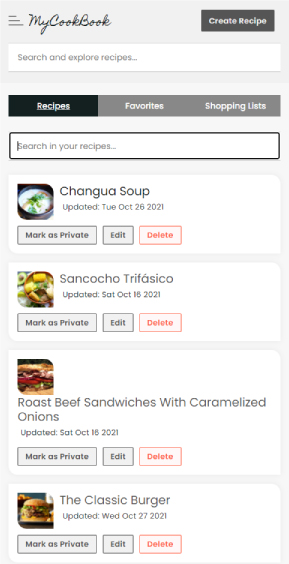 MyCookBook
Create Recipe
Search and explore recipes...
Recipes Favorites Shopping Lists
Search in your recipes...
Changua Soup
Updated: Tue Oct 26 2021
Mark as Private Edit Delete
Sancocho Trifásico
Updated: Sat Oct 16 2021
Mark as Private Edit Delete
Roast Beef Sandwiches With Caramelized
Onions
Updated: Sat Oct 16 2021
Mark as Private Edit Delete
The Classic Burger
Updated: Wed Oct 27 2021
Mark as Private Edit Delete